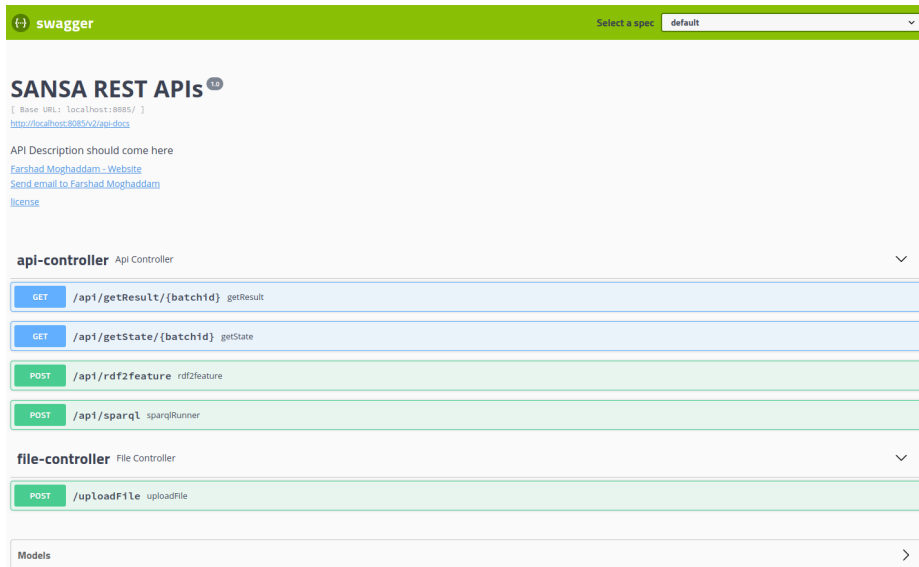 swagger
Select a spec default
SANSA REST APIs 1.0
[ Base URL: localhost:8085/ ]
http://localhost:8085/v2/api-docs
API Description should come here
Farshad Moghaddam - Website
Send email to Farshad Moghaddam
license
api-controller Api Controller
GET /api/getResult/{batchid} getResult
GET /api/getState/{batchid} getState
POST /api/rdf2feature rdf2feature
POST /api/sparql sparqlRunner
file-controller File Controller
POST /uploadFile uploadFile
Models